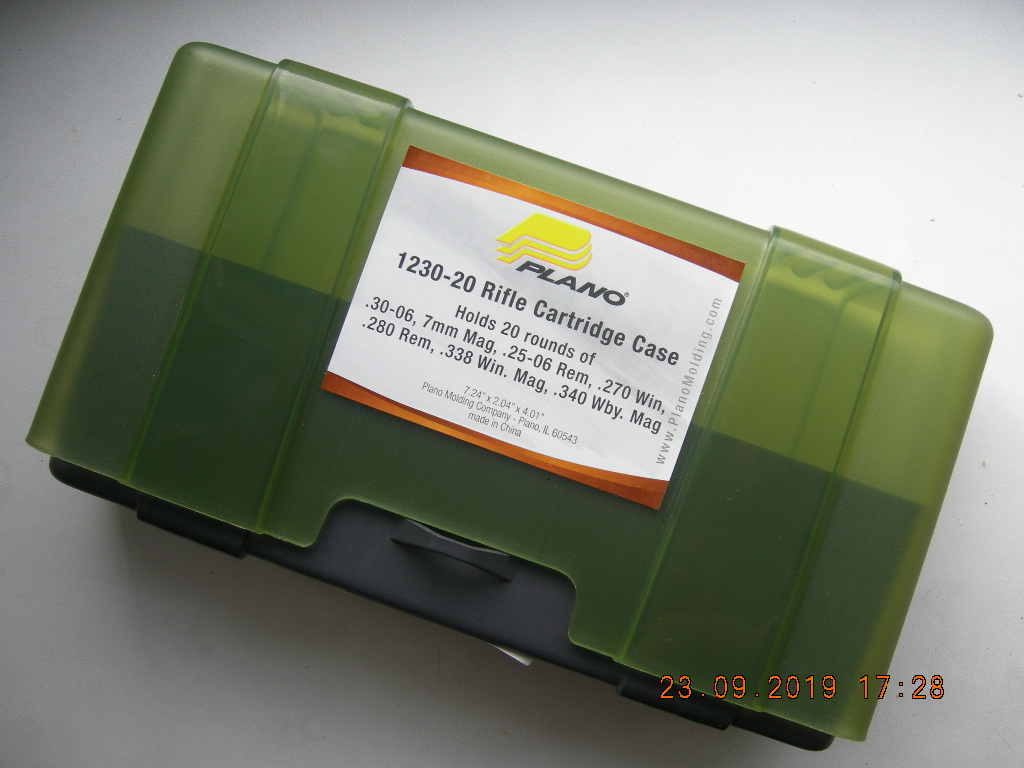 PLANO®
1230-20 Rifle Cartridge Case
Holds 20 rounds of
.30-06, 7mm Mag, .25-06 Rem, .270 Win,
.280 Rem, .338 Win. Mag, .340 Wby. Mag
7.24" x 2.04" x 4.01"
Plano Molding Company - Plano, IL 60543
made in China
www.PlanoMolding.com
23.09.2019 17:28